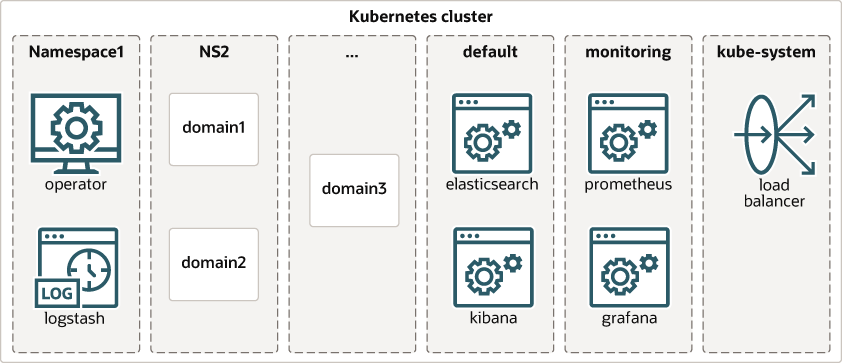 Kubernetes cluster
Namespace1
operator
LOG
logstash
NS2
domain1
domain2
...
domain3
default
elasticsearch
kibana
monitoring
prometheus
grafana
kube-system
load
balancer